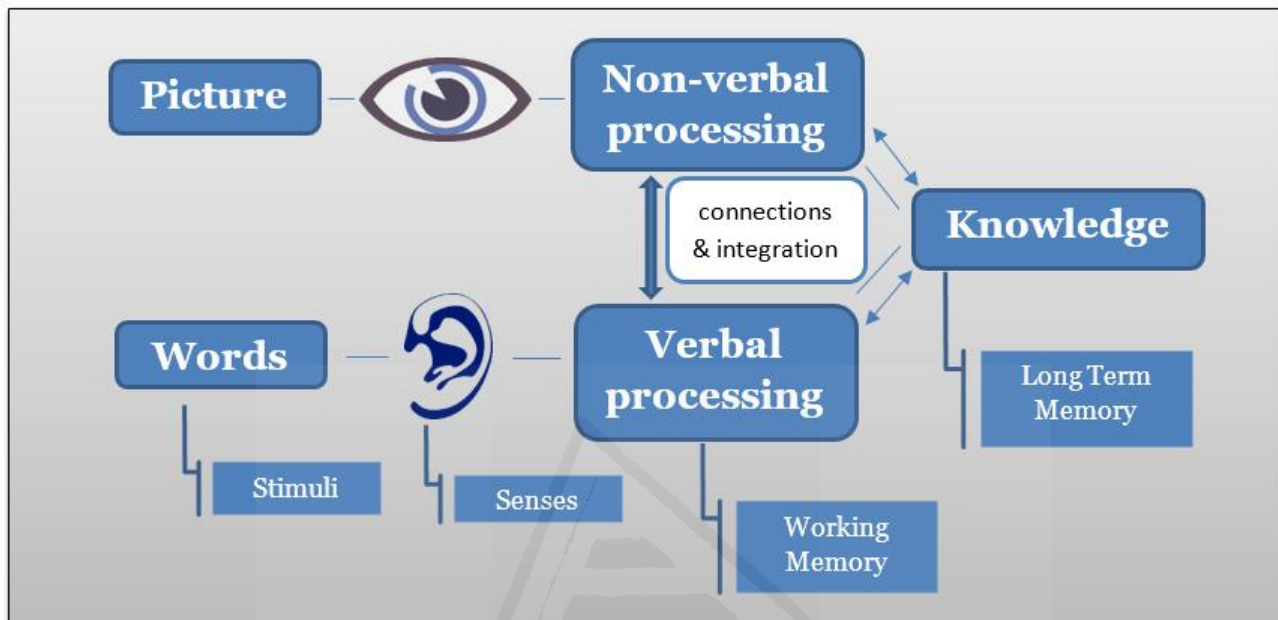 Picture
Non-verbal
processing
connections
& integration
Knowledge
Words
Verbal
processing
Long Term
Memory
Stimuli
Senses
Working
Memory